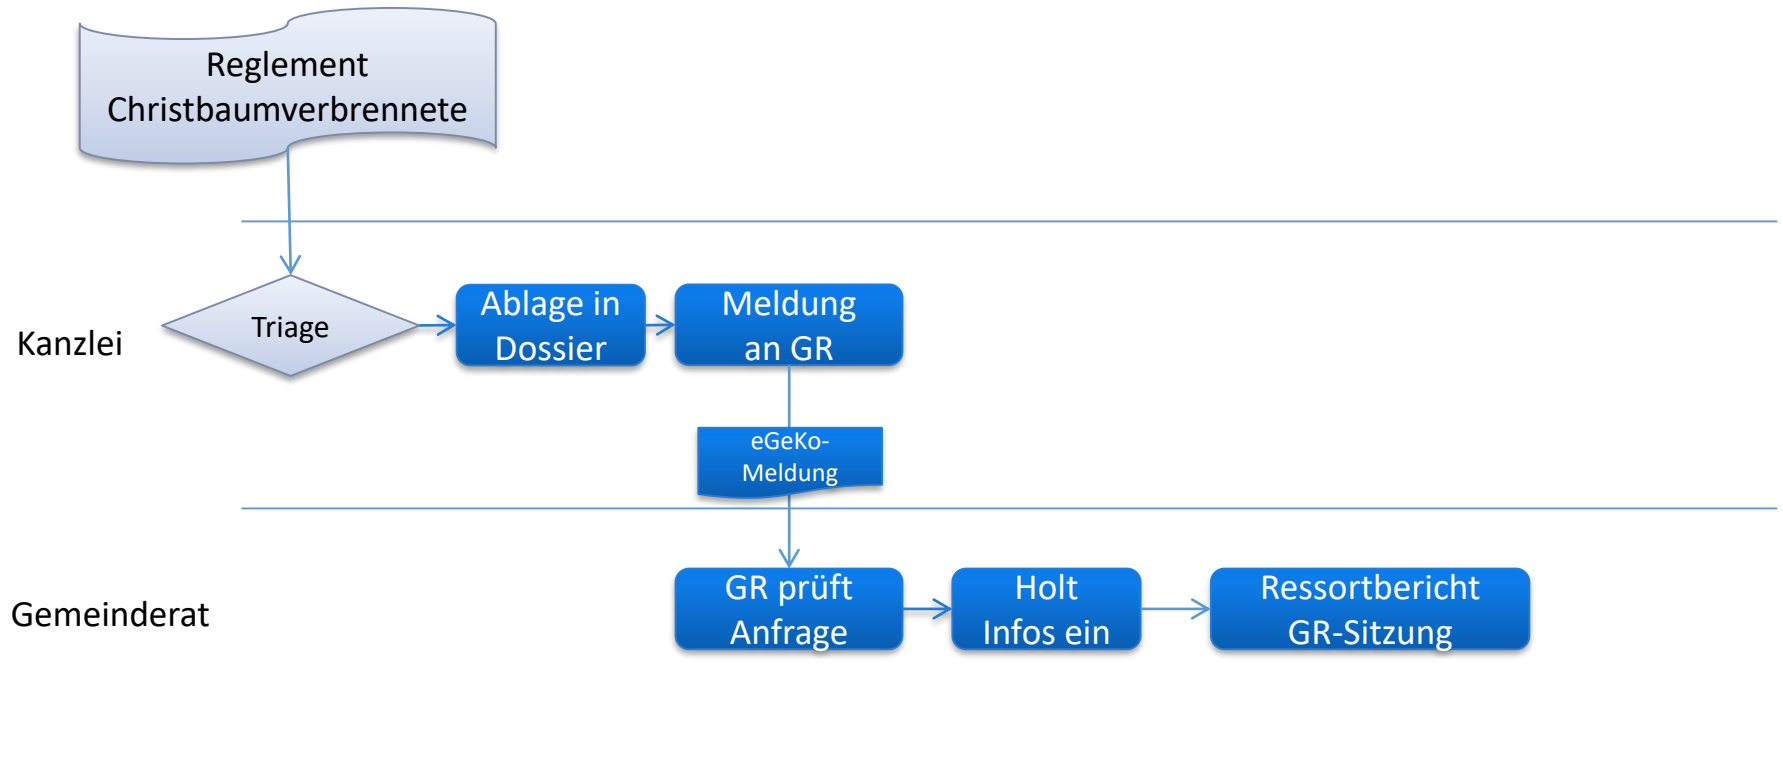 Reglement
Christbaumverbrennete
Kanzlei
Triage
Ablage in
Dossier
Meldung
an GR
eGeKo-
Meldung
Gemeinderat
GR prüft
Anfrage
Holt
Infos ein
Ressortbericht
GR-Sitzung